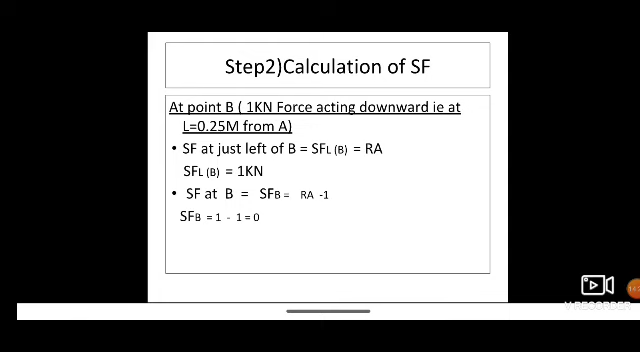 Step2)Calculation of SF
At point B ( 1KN Force acting downward ie at
L=0.25M from A)
• SF at just left of B = SFL (B) = RA
SFL (B) = 1KN
• SF at B = SFB = RA -1
SFB = 1 - 1 = 0
V RECORDER